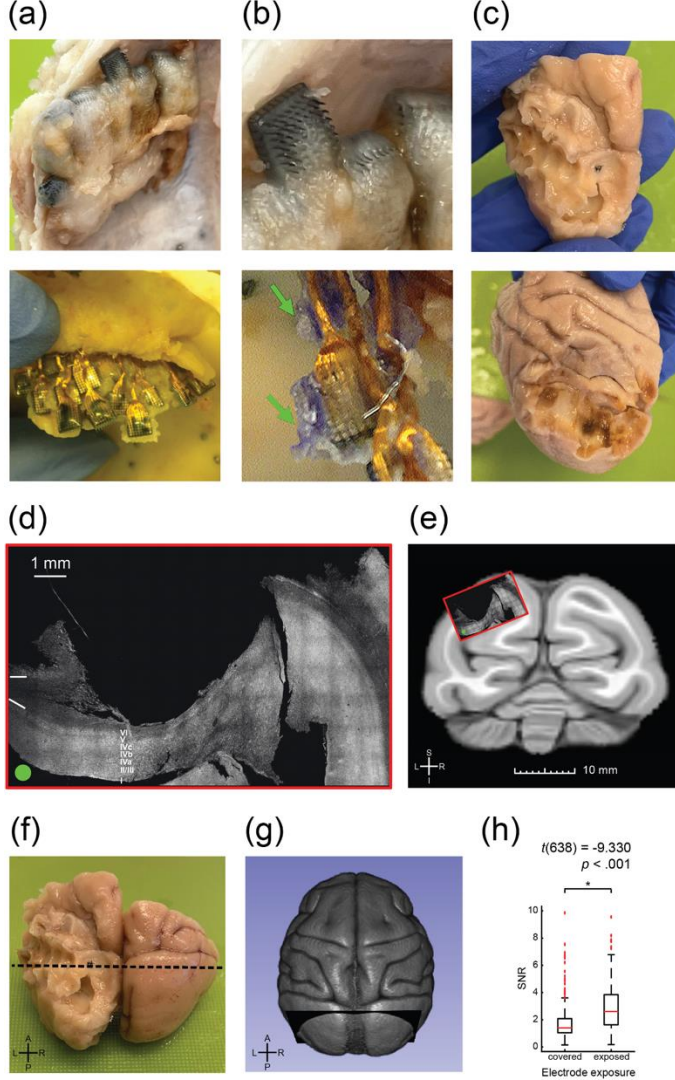 (a)
(b)
(c)
(d)
1 mm
VI
V
IVc
IVb
IVa
II/III
I
(e)
S
L R
I
10 mm
(f)
A
L R
P
(g)
A
L R
P
(h)
t(638) = -9.330
p < .001
*
10
8
6
4
2
0
SNR
covered exposed
Electrode exposure